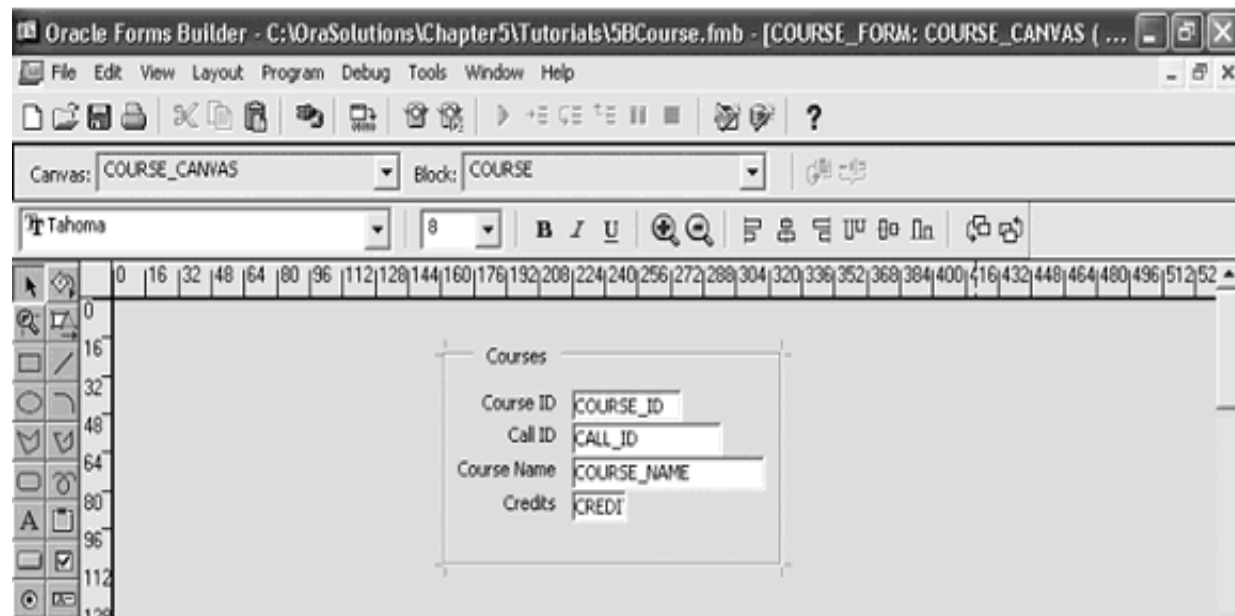 Oracle Forms Builder - C:\OraSolutions\Chapter5\Tutorials\5BCourse.fmb - [COURSE_FORM: COURSE_CANVAS ( ...
File Edit View Layout Program Debug Tools Window Help
Canvas: COURSE_CANVAS Block: COURSE
Tahoma 8 B I U
0 16 32 48 64 80 96 112 128 144 160 176 192 208 224 240 256 272 288 304 320 336 352 368 384 400 416 432 448 464 480 496 512 52
0
16
32
48
64
80
96
112
128
A
Courses
Course ID COURSE_ID
Call ID CALL_ID
Course Name COURSE_NAME
Credits CREDI